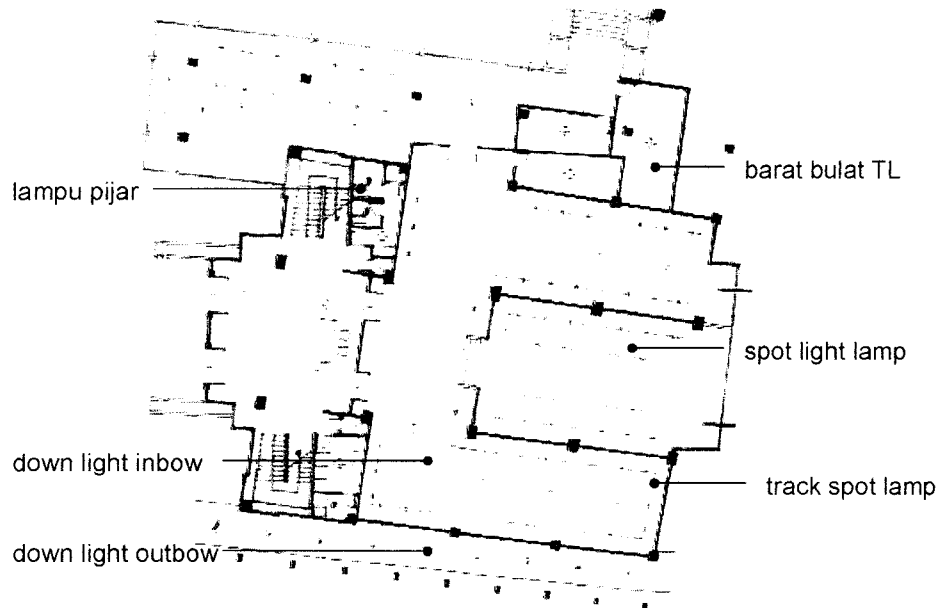 barat bulat TL
lampu pijar
spot light lamp
down light inbow
track spot lamp
down light outbow